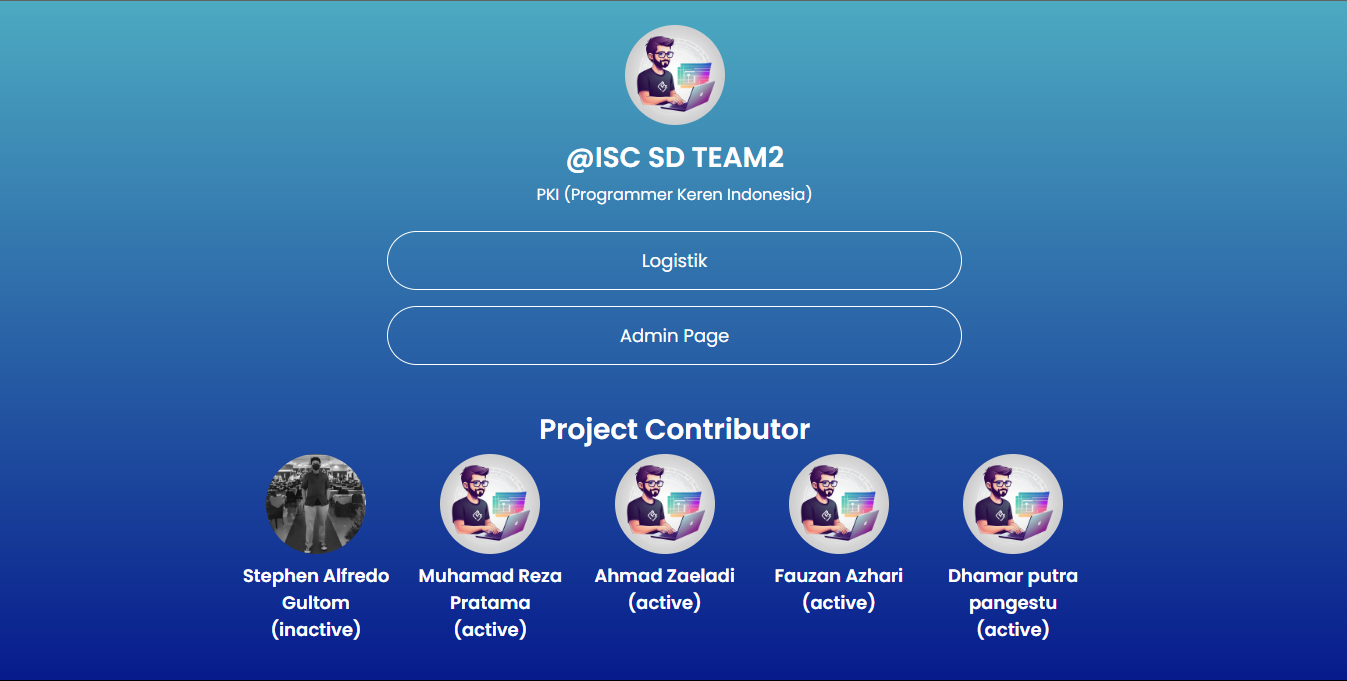 @ISC SD TEAM2
PKI (Programmer Keren Indonesia)
Logistik
Admin Page
Project Contributor
Stephen Alfredo
Gultom
(inactive)
Muhamad Reza
Pratama
(active)
Ahmad Zaeladi
(active)
Fauzan Azhari
(active)
Dhamar putra
pangestu
(active)